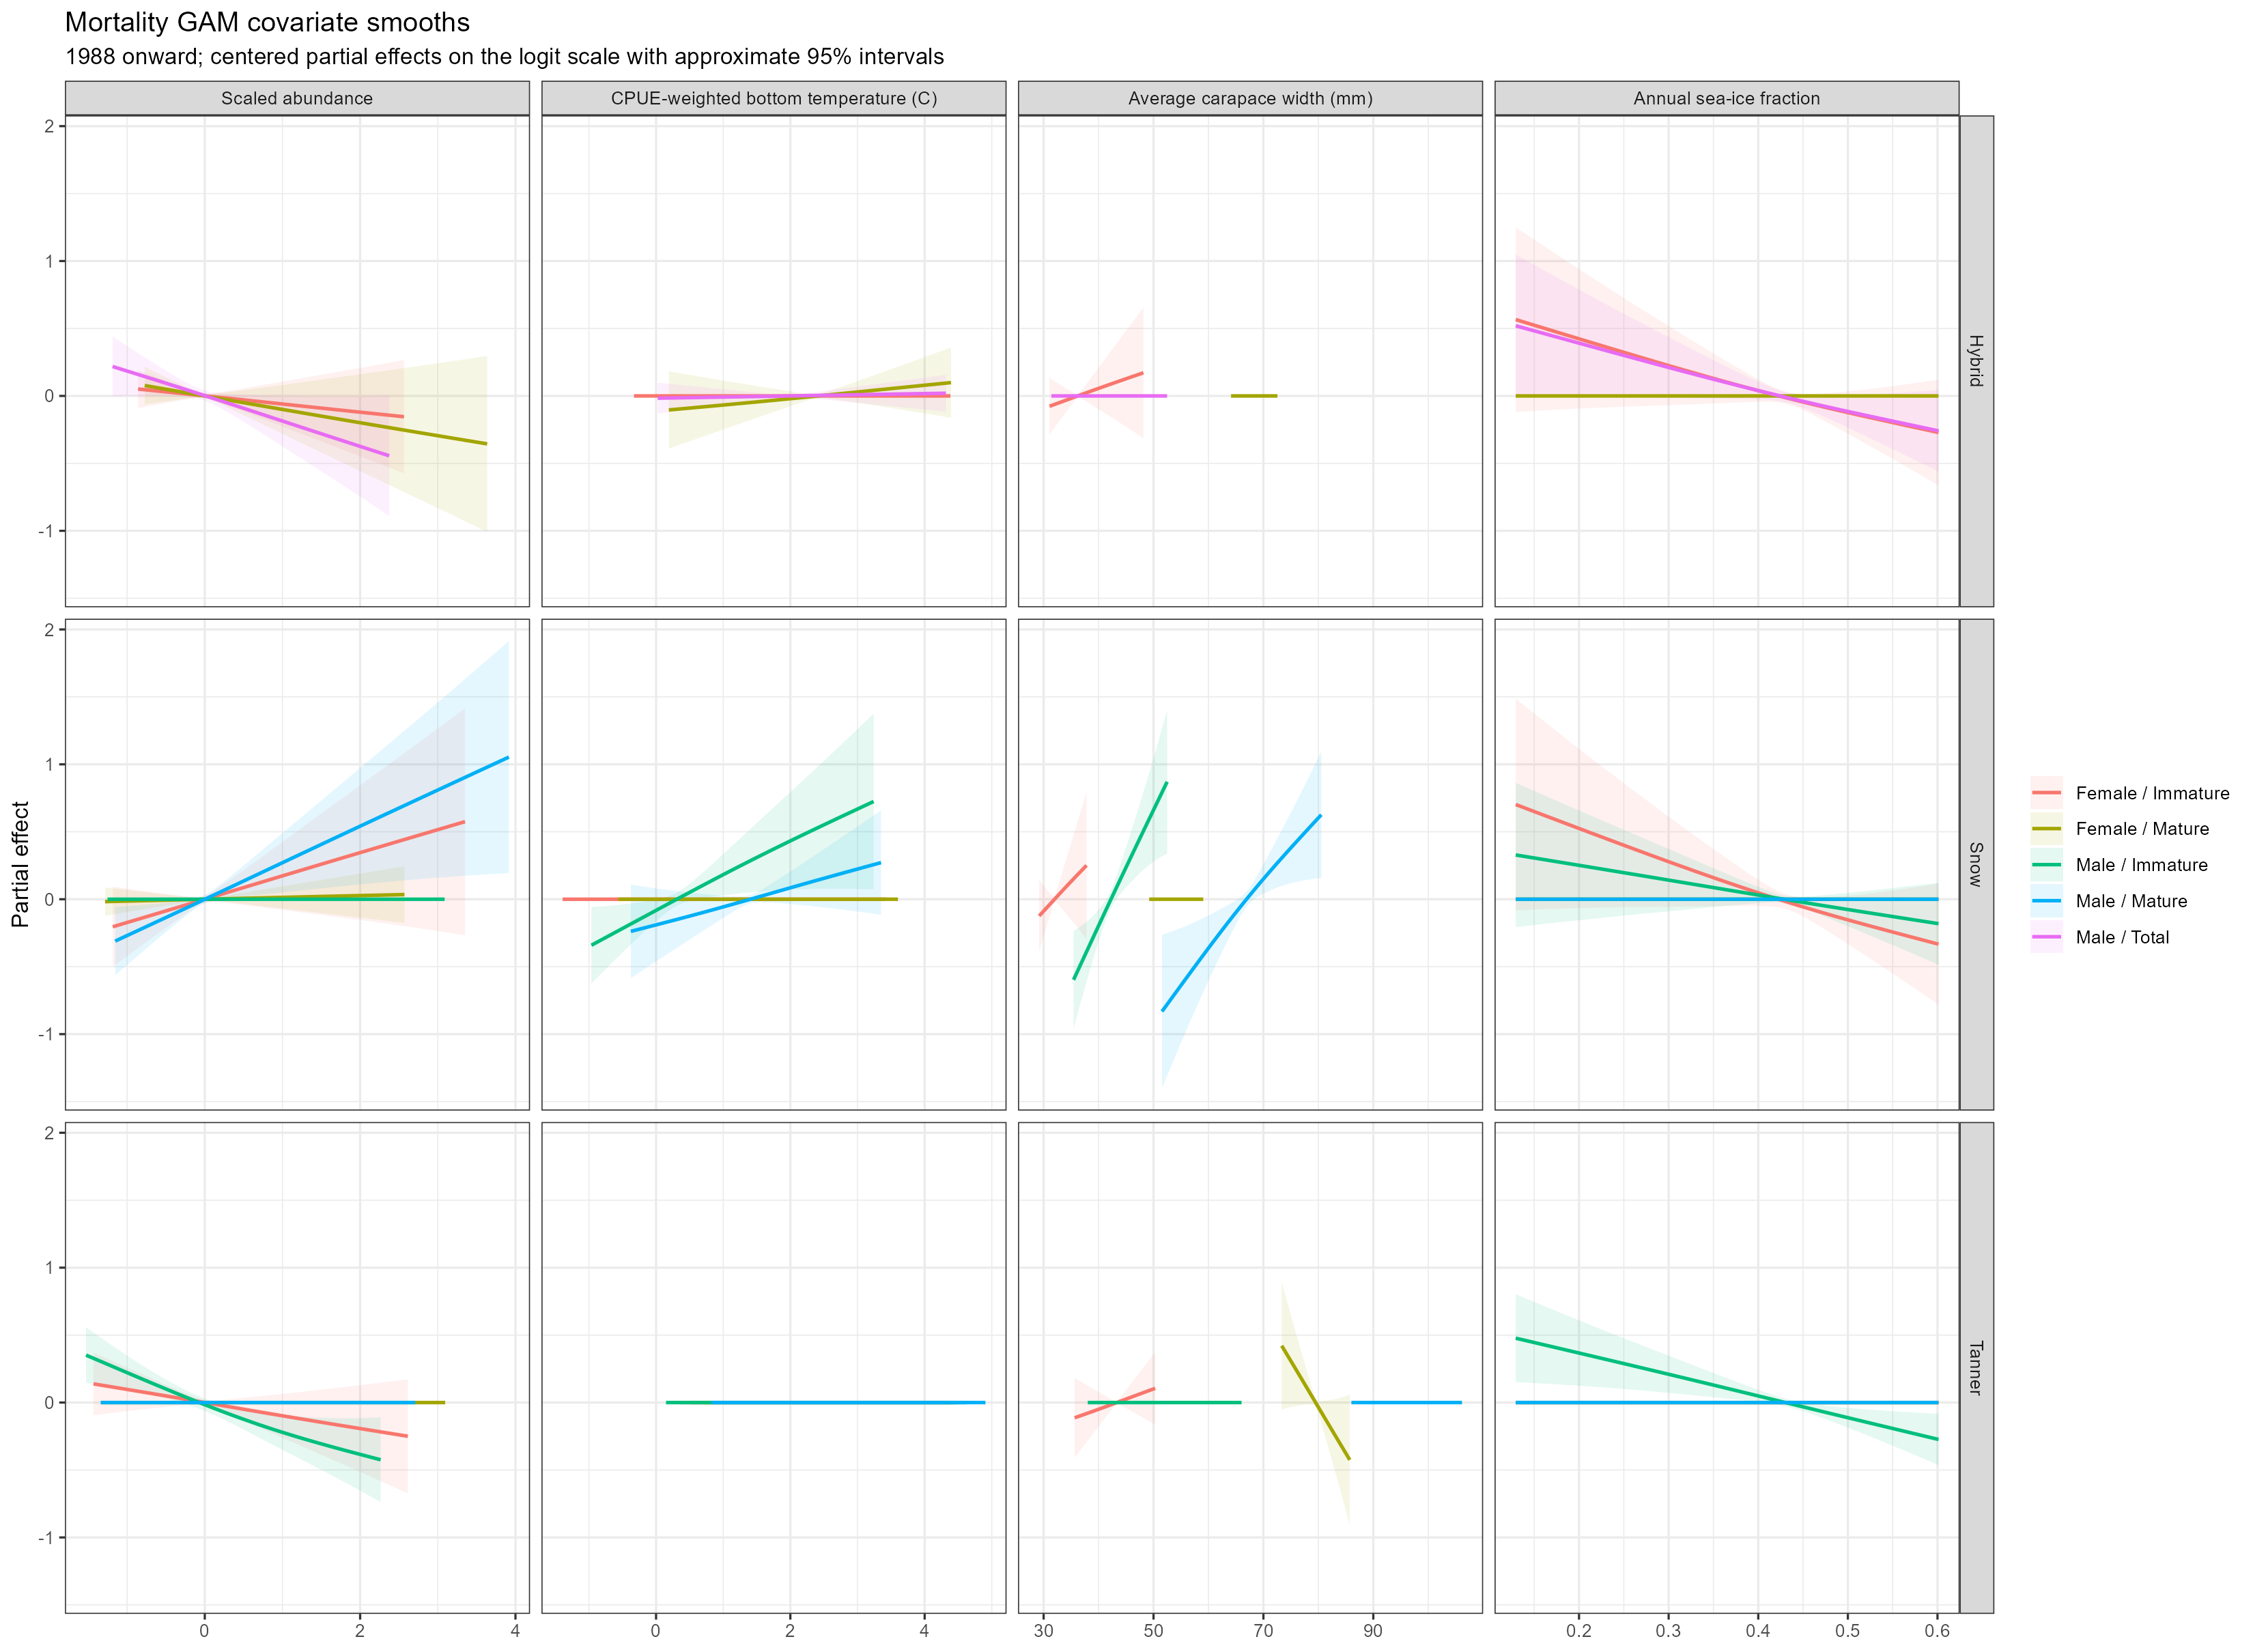 Mortality GAM covariate smooths
1988 onward; centered partial effects on the logit scale with approximate 95% intervals
Scaled abundance
CPUE-weighted bottom temperature (C)
Average carapace width (mm)
Annual sea-ice fraction
2
1
0
-1
Hybrid
Partial effect
2
1
0
-1
Snow
Female / Immature
Female / Mature
Male / Immature
Male / Mature
Male / Total
2
1
0
-1
Tanner
0 2 4
0 2 4
30 50 70 90
0.2 0.3 0.4 0.5 0.6